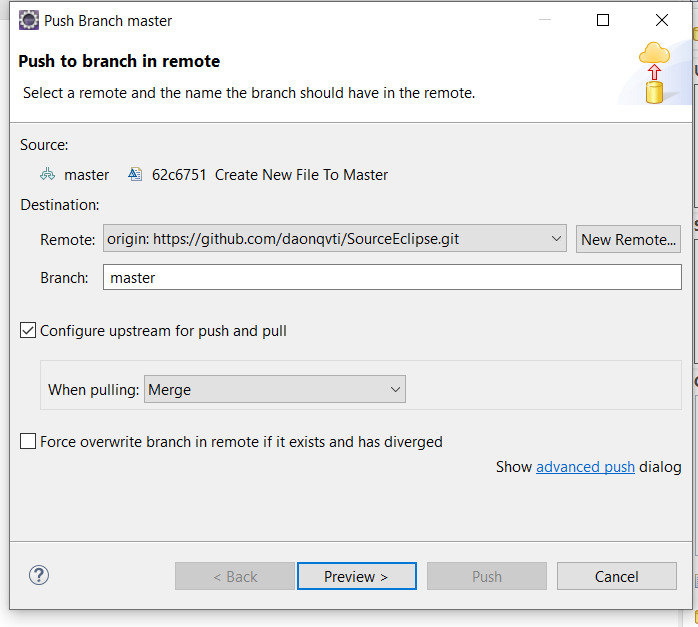 Push Branch master
Push to branch in remote
Select a remote and the name the branch should have in the remote.
Source:
master 62c6751 Create New File To Master
Destination:
Remote: origin: https://github.com/daonqvti/SourceEclipse.git New Remote...
Branch: master
Configure upstream for push and pull
When pulling: Merge
Force overwrite branch in remote if it exists and has diverged
Show advanced push dialog
< Back Preview > Push Cancel